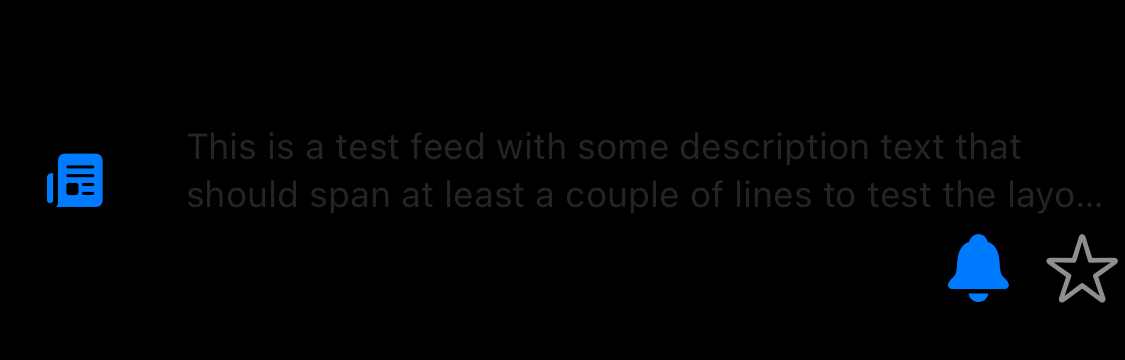 This is a test feed with some description text that
should span at least a couple of lines to test the layo...